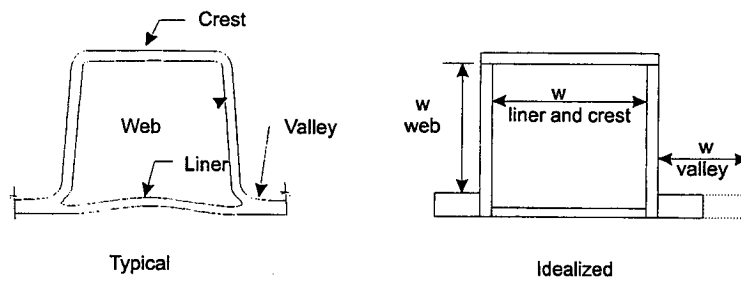 Crest
Web
Valley
Liner
Typical
w
web
w
liner and crest
w
valley
Idealized